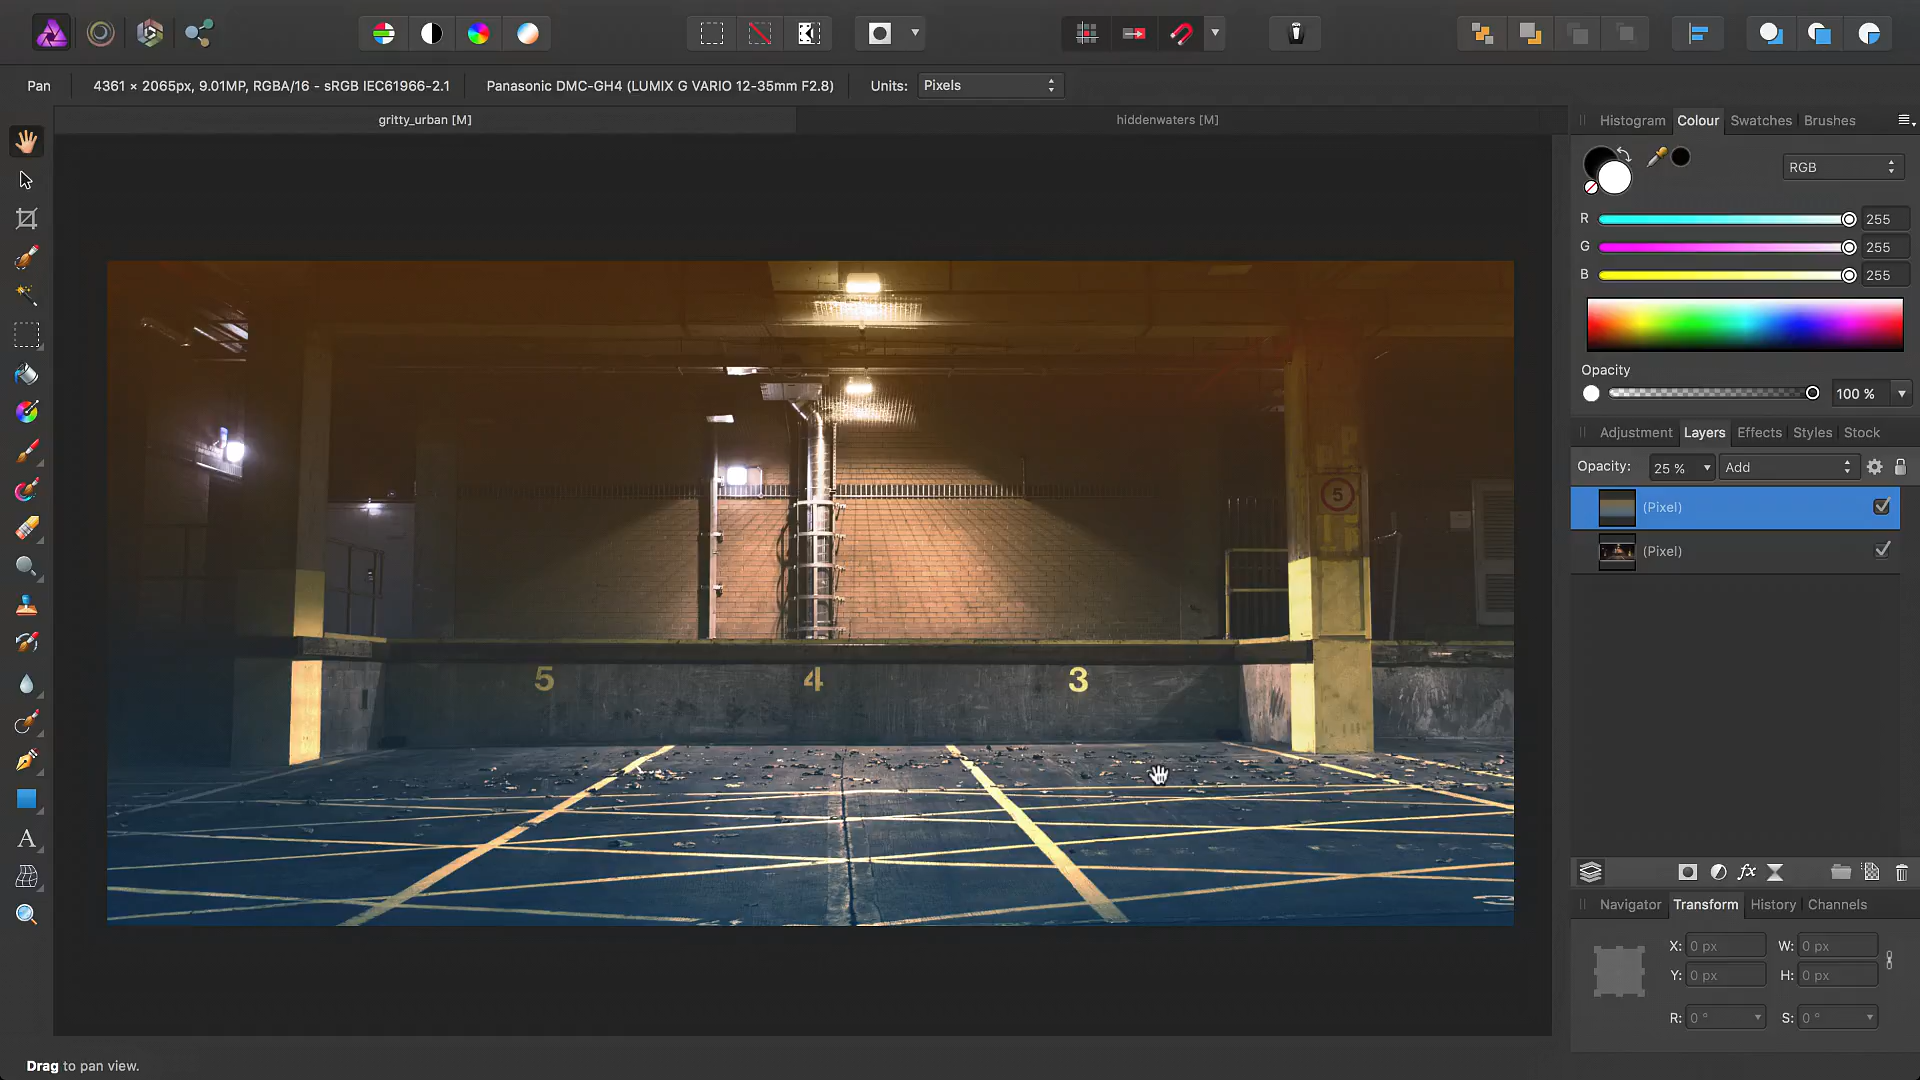 Pan
4361 × 2065px, 9.01MP, RGBA/16 - sRGB IEC61966-2.1
Panasonic DMC-GH4 (LUMIX G VARIO 12-35mm F2.8)
Units:
Pixels
gritty_urban [M]
hiddenwaters [M]
Histogram
Colour
Swatches
Brushes
RGB
R
255
G
255
B
255
Opacity
100 %
Adjustment
Layers
Effects
Styles
Stock
Opacity:
25 %
Add
(Pixel)
(Pixel)
5
5
4
3
fx
A
Navigator
Transform
History
Channels
X:
0 px
W:
0 px
Y:
0 px
H:
0 px
R:
0 °
S:
0 °
Drag to pan view.